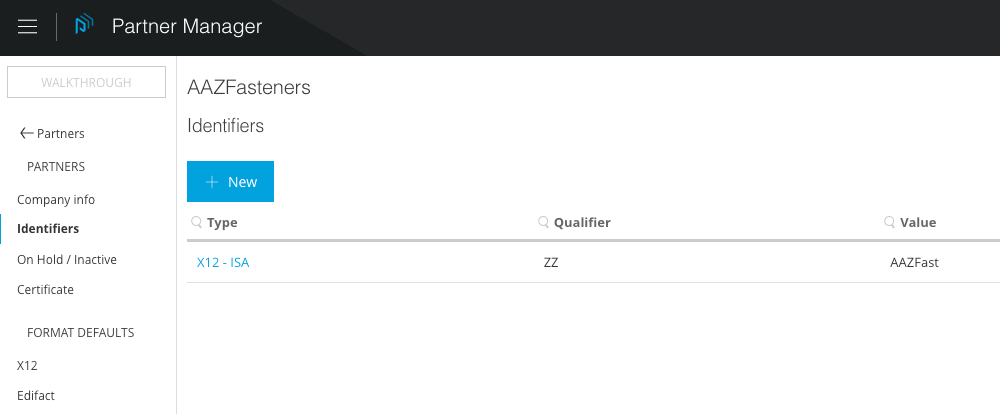 Partner Manager
WALKTHROUGH
Partners
PARTNERS
Company info
Identifiers
On Hold / Inactive
Certificate
FORMAT DEFAULTS
X12
Edifact
AAZFasteners
Identifiers
+ New
Type Qualifier Value
X12 - ISA ZZ AAZFast